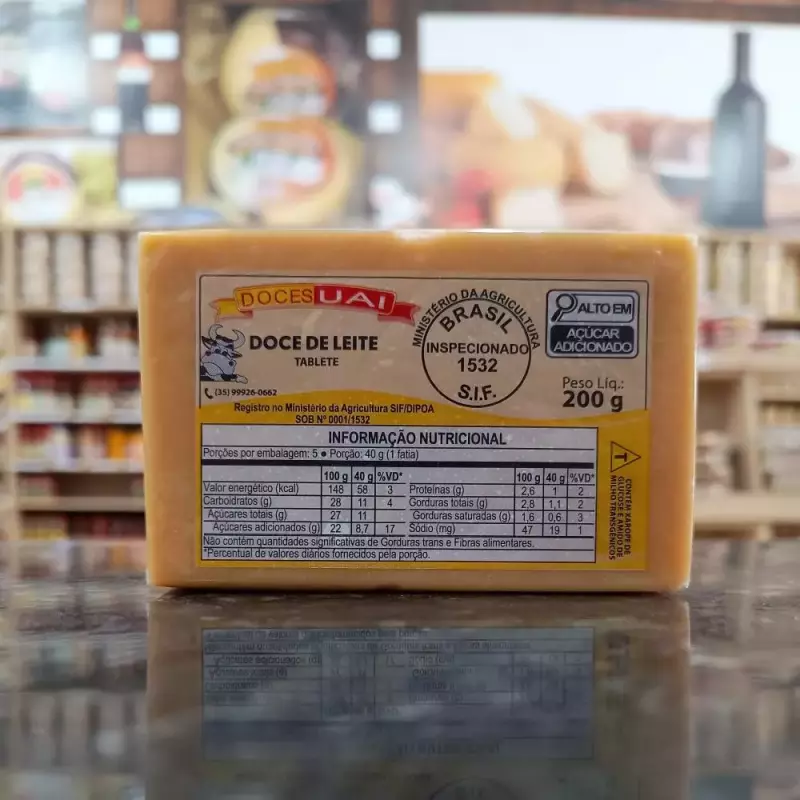 DOCES UAI
DOCE DE LEITE
TABLETE
(35) 99926-0662
MINISTÉRIO DA AGRICULTURA
BRASIL
INSPECIONADO
1532
S.I.F.
ALTO EM
AÇÚCAR
ADICIONADO
Peso Líq.:
200 g
Registro no Ministério da Agricultura SIF/DIPOA
SOB Nº 0001/1532
INFORMAÇÃO NUTRICIONAL
Porções por embalagem: 5 ● Porção: 40 g (1 fatia)
100 g 40 g %VD* 100 g 40 g %VD*
Valor energético (kcal) 148 58 3 Proteínas (g) 2,6 1 2
Carboidratos (g) 28 11 4 Gorduras totais (g) 2,8 1,1 2
Açúcares totais (g) 27 11 Gorduras saturadas (g) 1,6 0,6 3
Açúcares adicionados (g) 22 8,7 17 Sódio (mg) 47 19 1
Não contém quantidades significativas de Gorduras trans e Fibras alimentares.
*Percentual de valores diários fornecidos pela porção.
T
CONTÉM XAROPE DE
GLUCOSE E AMIDO DE
MILHO TRANSGÊNICOS